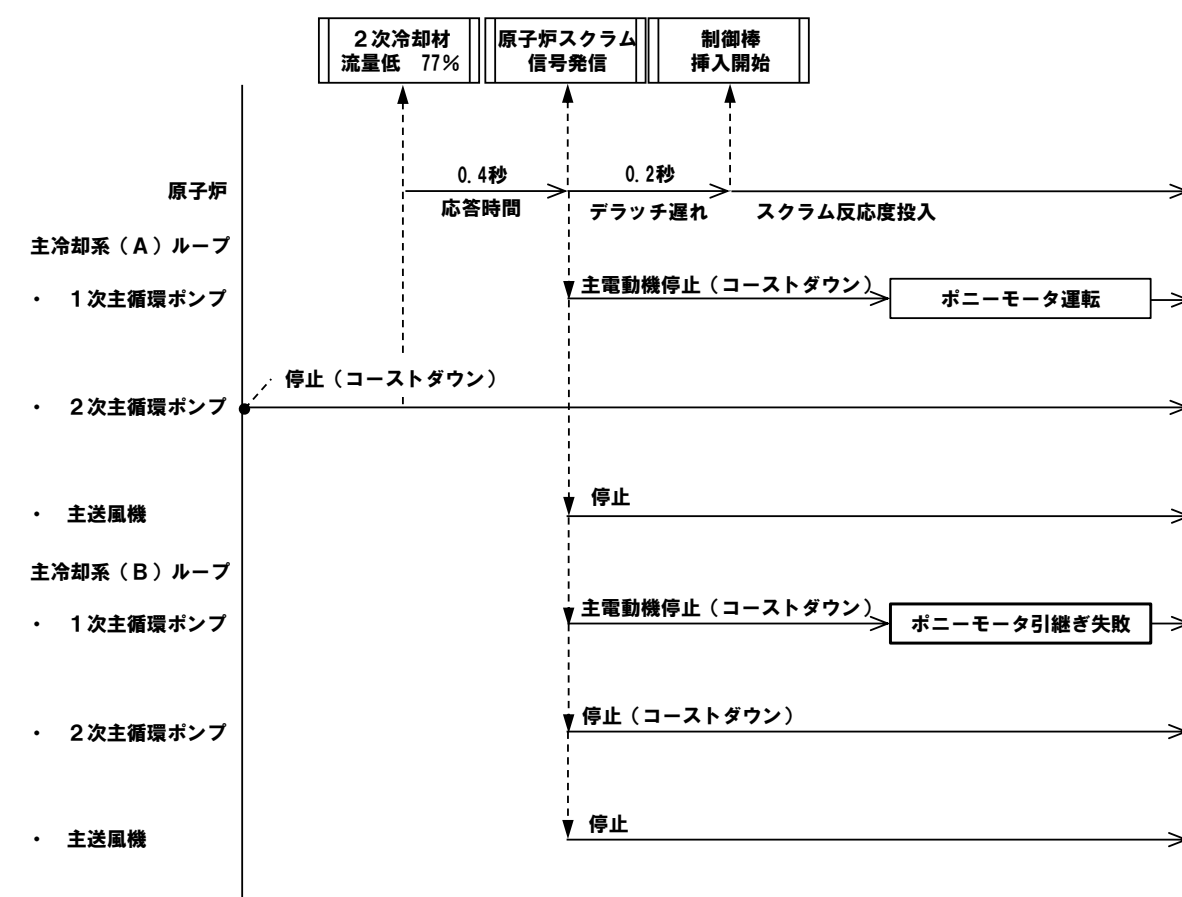 ２次冷却材
流量低　77%
原子炉スクラム
信号発信
制御棒
挿入開始
原子炉
0.4秒
応答時間
0.2秒
デラッチ遅れ
スクラム反応度投入
主冷却系（Ａ）ループ
・　１次主循環ポンプ
主電動機停止（コーストダウン）
ポニーモータ運転
・　２次主循環ポンプ
停止（コーストダウン）
・　主送風機
停止
主冷却系（Ｂ）ループ
・　１次主循環ポンプ
主電動機停止（コーストダウン）
ポニーモータ引継ぎ失敗
・　２次主循環ポンプ
停止（コーストダウン）
・　主送風機
停止